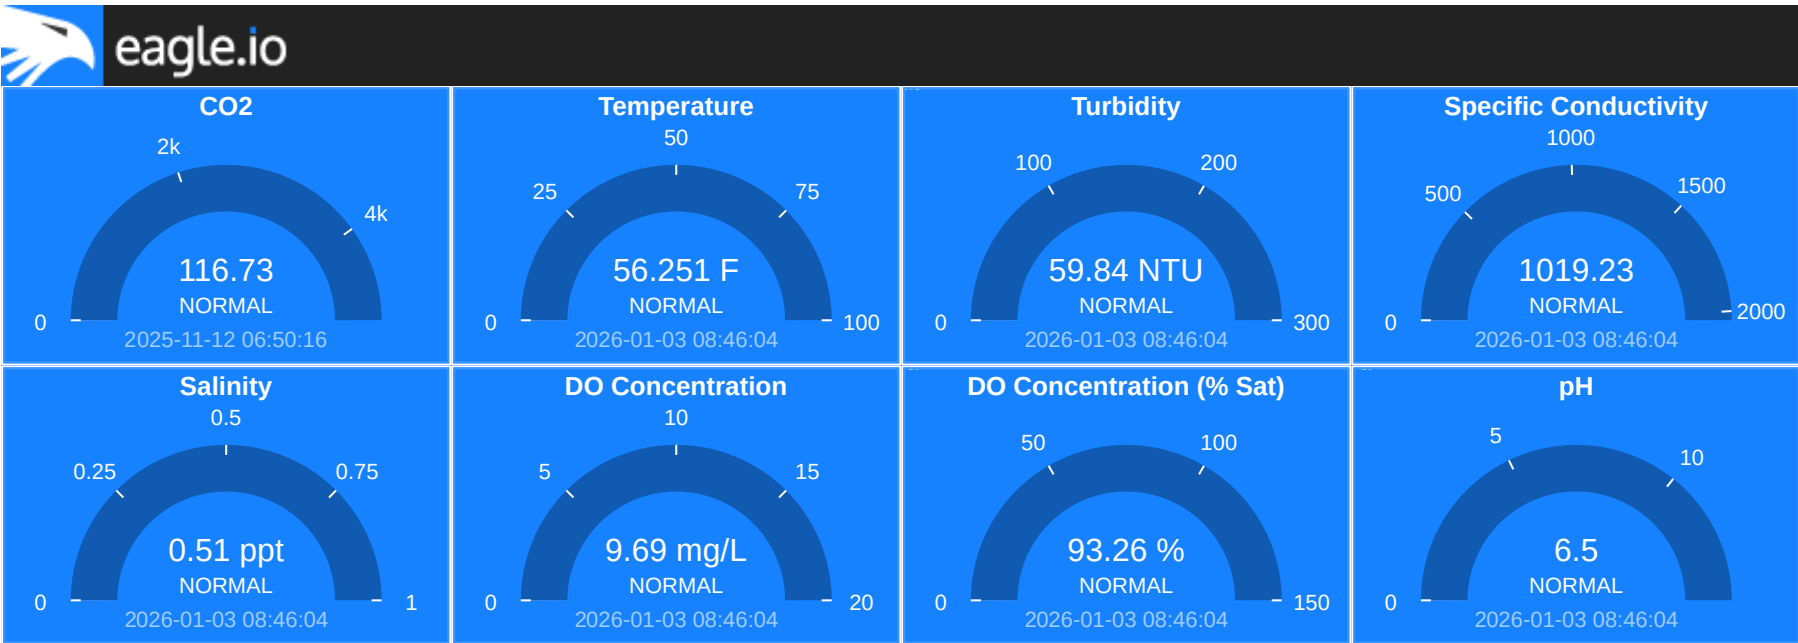 eagle.io
CO2
0
2k
4k
116.73
NORMAL
2025-11-12 06:50:16
Temperature
0
25
50
75
100
56.251 F
NORMAL
2026-01-03 08:46:04
Turbidity
0
100
200
300
59.84 NTU
NORMAL
2026-01-03 08:46:04
Specific Conductivity
0
500
1000
1500
2000
1019.23
NORMAL
2026-01-03 08:46:04
Salinity
0
0.25
0.5
0.75
1
0.51 ppt
NORMAL
2026-01-03 08:46:04
DO Concentration
0
5
10
15
20
9.69 mg/L
NORMAL
2026-01-03 08:46:04
DO Concentration (% Sat)
0
50
100
150
93.26 %
NORMAL
2026-01-03 08:46:04
pH
0
5
10
6.5
NORMAL
2026-01-03 08:46:04